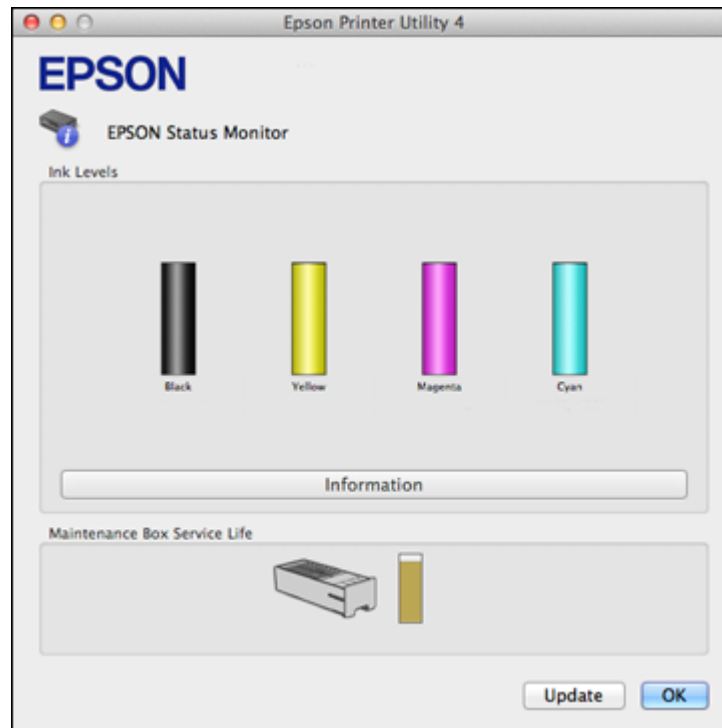 Epson Printer Utility 4
EPSON
EPSON Status Monitor
Ink Levels
Black Yellow Magenta Cyan
Information
Maintenance Box Service Life
Update OK